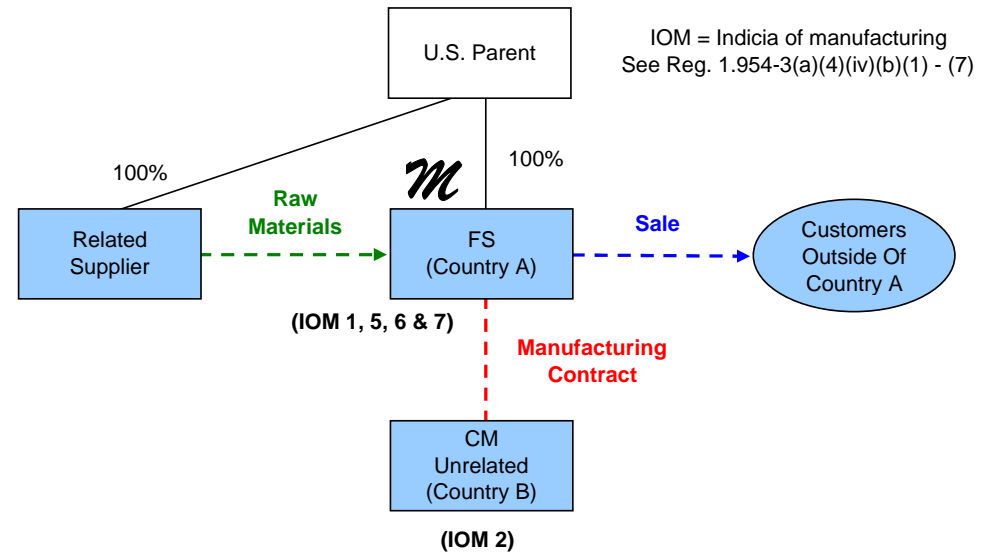 U.S. Parent
IOM = Indicia of manufacturing
See Reg. 1.954-3(a)(4)(iv)(b)(1) - (7)
100%
100%
M
Raw
Materials
Sale
Related
Supplier
FS
(Country A)
Customers
Outside Of
Country A
(IOM 1, 5, 6 & 7)
Manufacturing
Contract
CM
Unrelated
(Country B)
(IOM 2)